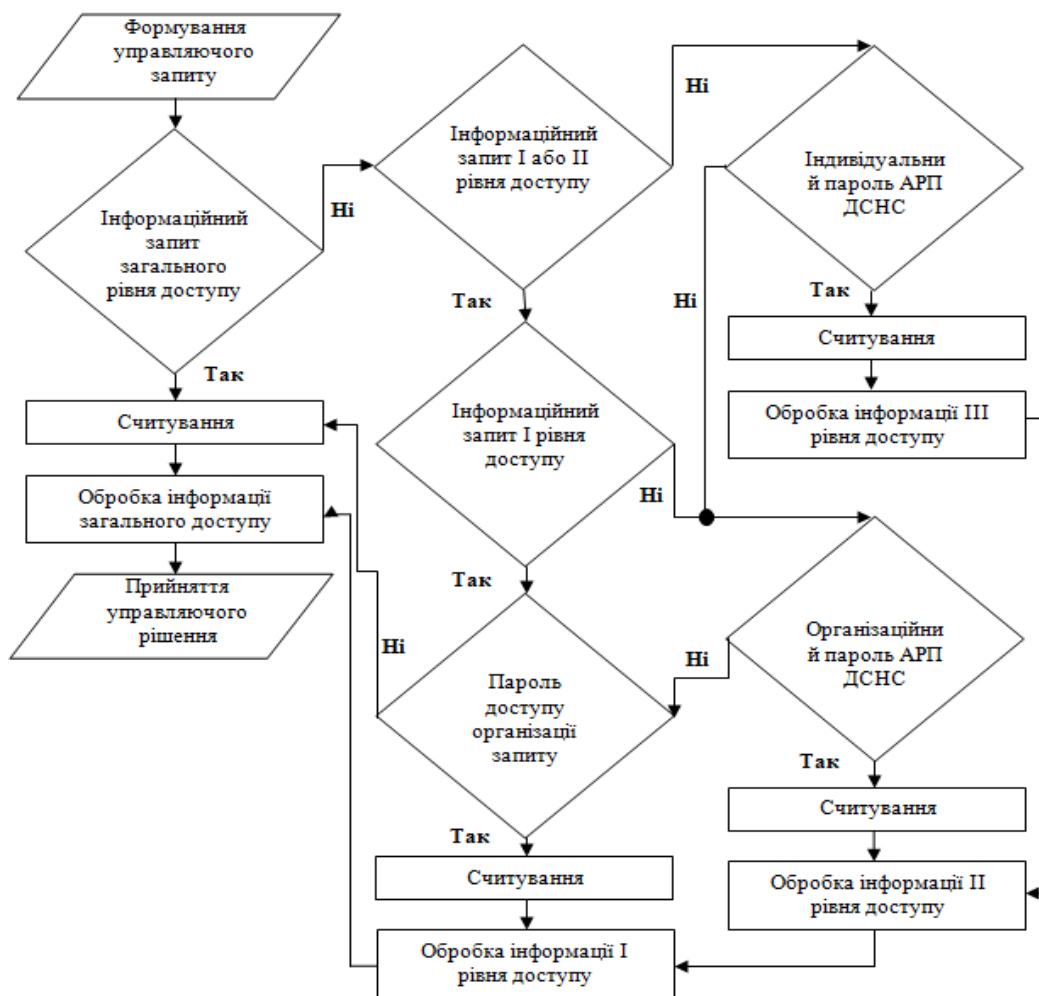 Формування
управляючого
запиту
Ні
Інформаційний
запит І або ІІ
рівня доступу
Індивідуальни
й пароль АРП
ДСНС
Інформаційний
запит
загального
рівня доступу
Ні
Так
Ні
Так
Считування
Так
Считування
Інформаційний
запит І рівня
доступу
Обробка інформації ІІІ
рівня доступу
Ні
Обробка інформації
загального доступу
Так
Прийняття
управляючого
рішення
Ні
Пароль
доступу
організації
запиту
Ні
Організаційни
й пароль АРП
ДСНС
Так
Считування
Так
Считування
Обробка інформації ІІ
рівня доступу
Обробка інформації І
рівня доступу